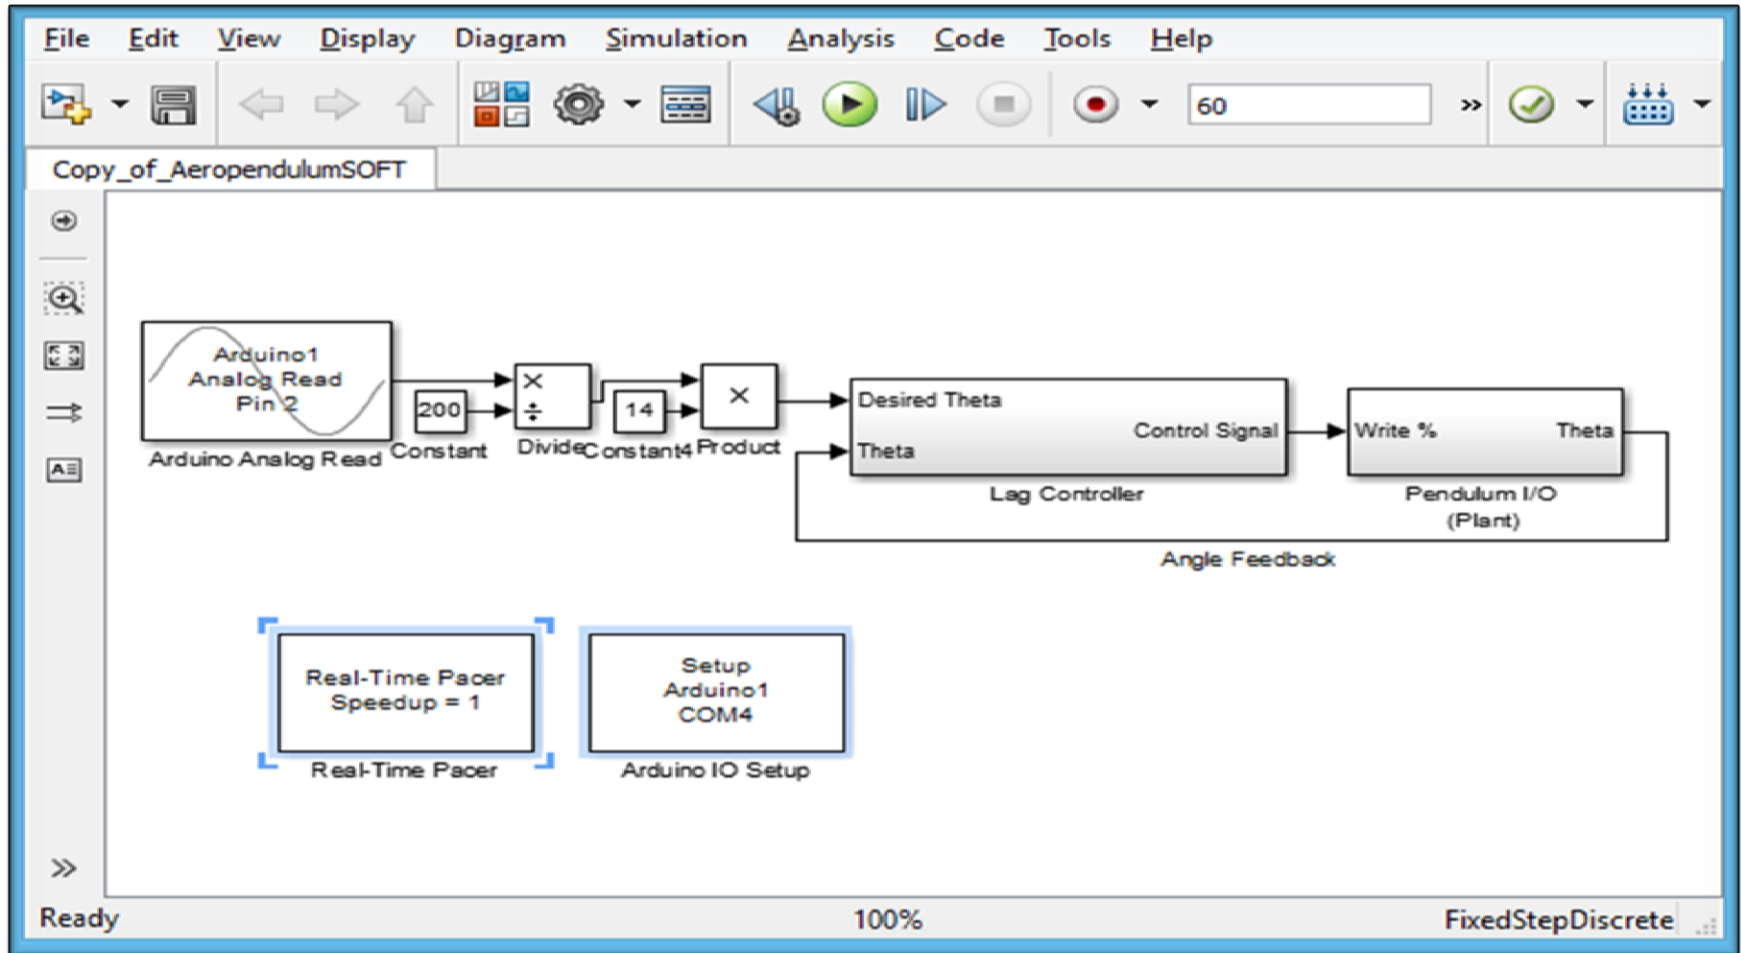 File Edit View Display Diagram Simulation Analysis Code Tools Help
60
Copy_of_AeropendulumSOFT
Arduino1
Analog Read
Pin 2
Arduino Analog Read
200
Constant
× ÷
Divide
14
Constant4
×
Product
Desired Theta
Theta
Control Signal
Lag Controller
Write % Theta
Pendulum I/O
(Plant)
Angle Feedback
Real-Time Pacer
Speedup = 1
Real-Time Pacer
Setup
Arduino1
COM4
Arduino IO Setup
Ready 100% FixedStepDiscrete